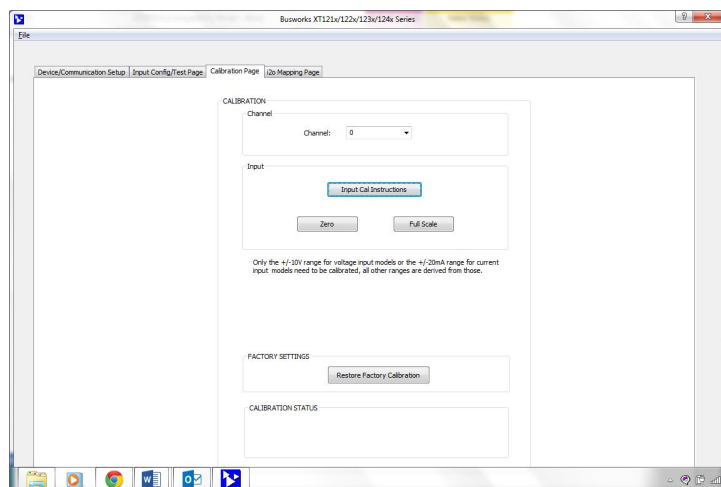 Busworks XT121x/122x/123x/124x Series
File
Device/Communication Setup Input Config/Test Page Calibration Page i2o Mapping Page
CALIBRATION
Channel
Channel: 0
Input
Input Cal Instructions
Zero Full Scale
Only the +/-10V range for voltage input models or the +/-20mA range for current
input models need to be calibrated, all other ranges are derived from those.
FACTORY SETTINGS
Restore Factory Calibration
CALIBRATION STATUS